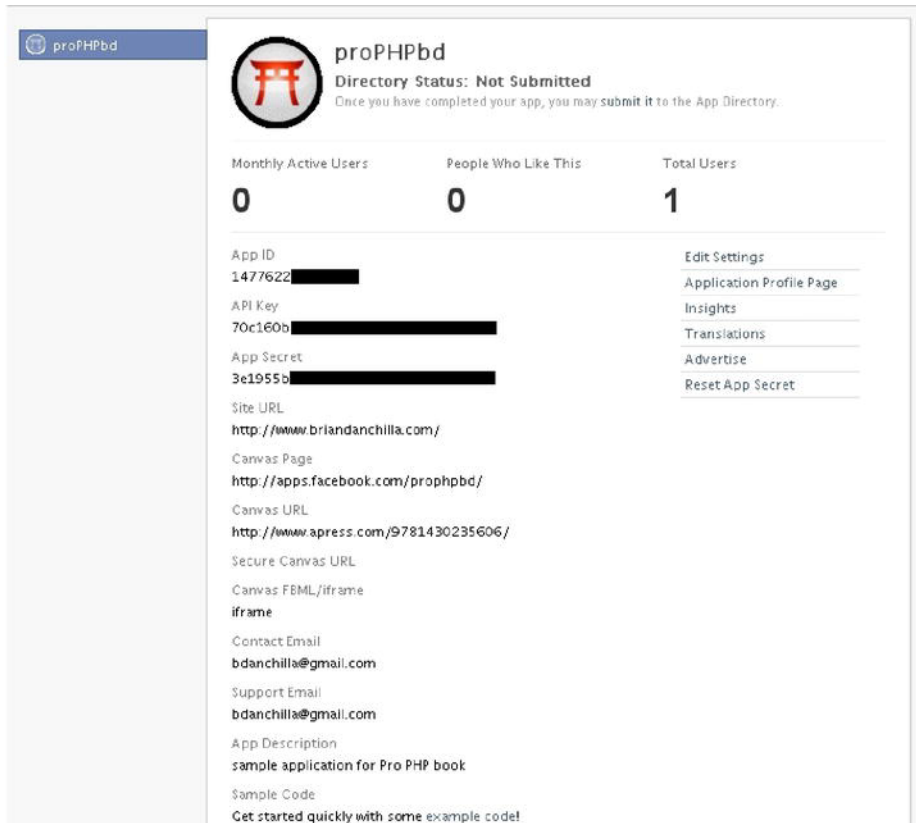 proPHPbd
proPHPbd
Directory Status: Not Submitted
Once you have completed your app, you may submit it to the App Directory.
Monthly Active Users
0
People Who Like This
0
Total Users
1
App ID
1477622
API Key
70c160b
App Secret
3e1955b
Site URL
http://www.briandanchilla.com/
Canvas Page
http://apps.facebook.com/prophpbd/
Canvas URL
http://www.apress.com/9781430235606/
Secure Canvas URL
Canvas FBML/iframe
iframe
Contact Email
bdanchilla@gmail.com
Support Email
bdanchilla@gmail.com
App Description
sample application for Pro PHP book
Sample Code
Get started quickly with some example code!
Edit Settings
Application Profile Page
Insights
Translations
Advertise
Reset App Secret